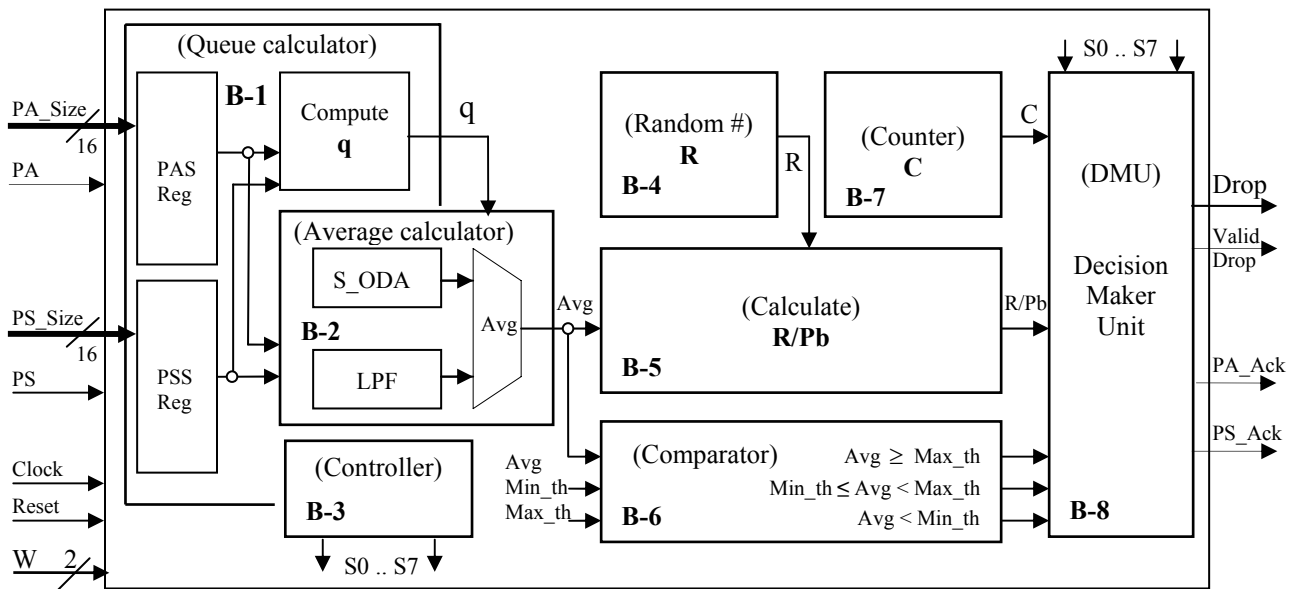 (Queue calculator)
S0 .. S7
PA_Size
16
PA
B-1
PAS
Reg
Compute
q
q
(Random #)
R
B-4
R
(Counter)
C
B-7
C
(DMU)
Decision
Maker
Unit
B-8
Drop
Valid
Drop
PA_Ack
PS_Ack
(Average calculator)
S_ODA
B-2
LPF
Avg
Avg
(Calculate)
R/Pb
B-5
R/Pb
PS_Size
16
PS
PSS
Reg
Clock
Reset
W
2
(Controller)
B-3
S0 .. S7
Avg
Min_th
Max_th
(Comparator)
B-6
Avg ≥ Max_th
Min_th ≤ Avg < Max_th
Avg < Min_th